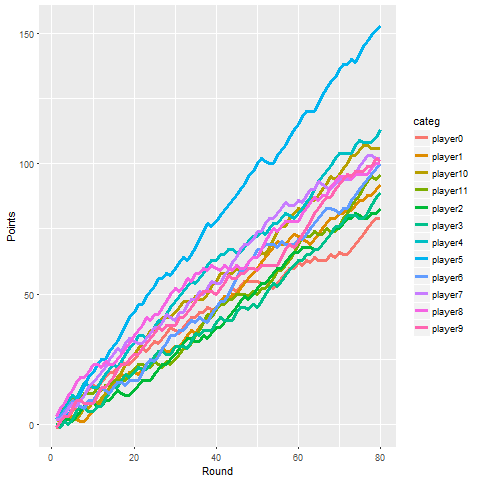 150
100
50
0
Points
0
20
40
60
80
Round
categ
player0
player1
player10
player11
player2
player3
player4
player5
player6
player7
player8
player9